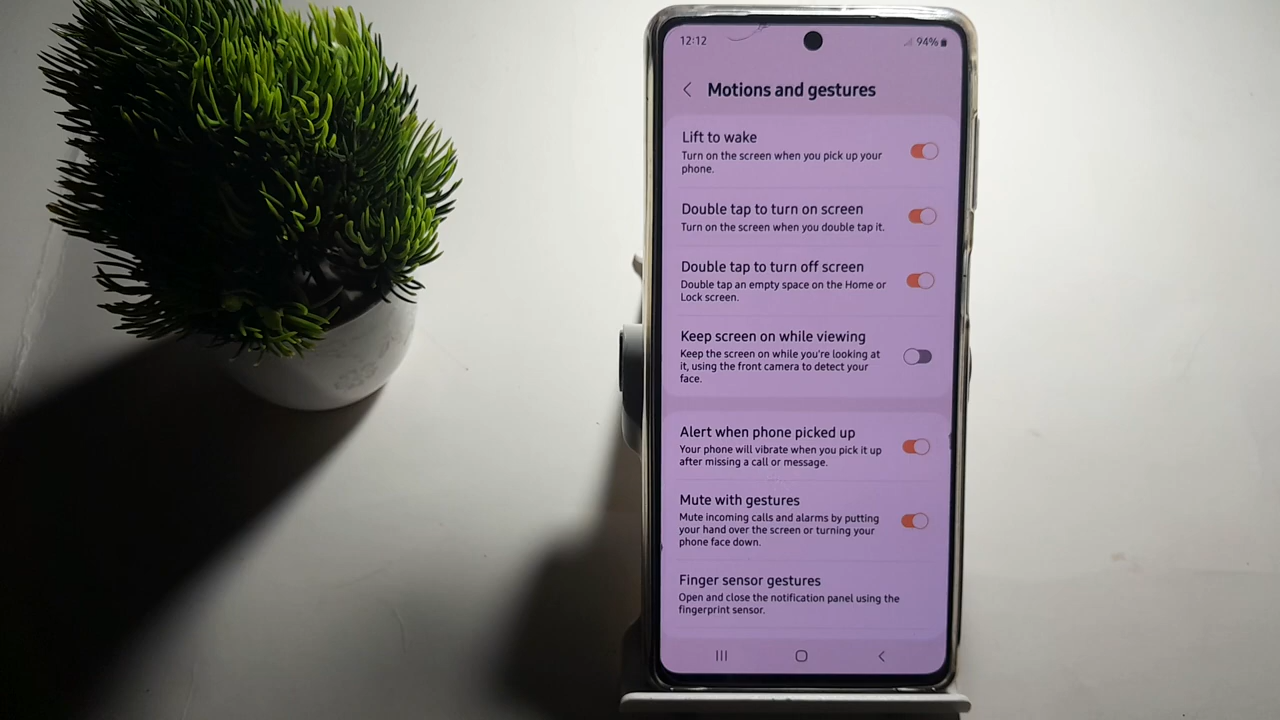 12:12
94%
Motions and gestures
Lift to wake
Turn on the screen when you pick up your
phone.
Double tap to turn on screen
Turn on the screen when you double tap it.
Double tap to turn off screen
Double tap an empty space on the Home or
Lock screen.
Keep screen on while viewing
Keep the screen on while you're looking at
it, using the front camera to detect your
face.
Alert when phone picked up
Your phone will vibrate when you pick it up
after missing a call or message.
Mute with gestures
Mute incoming calls and alarms by putting
your hand over the screen or turning your
phone face down.
Finger sensor gestures
Open and close the notification panel using the
fingerprint sensor.